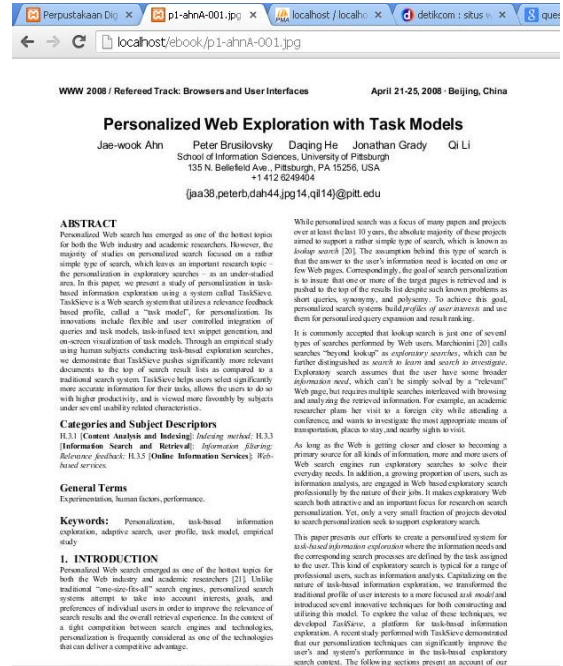 Perpustakaan Dig
p1-ahnA-001.jpg
localhost / localho
detikcom : situs w
ques
localhost/ebook/p1-ahnA-001.jpg
WWW 2008 / Refereed Track: Browsers and User Interfaces April 21-25, 2008 · Beijing, China
Personalized Web Exploration with Task Models
Jae-wook Ahn Peter Brusilovsky Daqing He Jonathan Grady Qi Li
School of Information Sciences, University of Pittsburgh
135 N. Bellefield Ave., Pittsburgh, PA 15256, USA
+1 412 6249404
{jaa38,peterb,dah44,jpg14,qil14}@pitt.edu
ABSTRACT
Personalized Web search has emerged as one of the hottest topics
for both the Web industry and academic researchers. However, the
majority of studies on personalized search focused on a rather
simple type of search, which leaves an important research topic –
the personalization in exploratory searches – as an under-studied
area. In this paper, we present a study of personalization in task-
based information exploration using a system called TaskSieve.
TaskSieve is a Web search system that utilizes a relevance feedback
based profile, called a “task model”, for personalization. Its
innovations include flexible and user controlled integration of
queries and task models, task-infused text snippet generation, and
on-screen visualization of task models. Through an empirical study
using human subjects conducting task-based exploration searches,
we demonstrate that TaskSieve pushes significantly more relevant
documents to the top of search result lists as compared to a
traditional search system. TaskSieve helps users select significantly
more accurate information for their tasks, allows the users to do so
with higher productivity, and is viewed more favorably by subjects
under several usability related characteristics.
Categories and Subject Descriptors
H.3.1 [Content Analysis and Indexing]: Indexing method; H.3.3
[Information Search and Retrieval]: Information filtering;
Relevance feedback; H.3.5 [Online Information Services]: Web-
based services.
General Terms
Experimentation, human factors, performance.
Keywords: Personalization, task-based information
exploration, adaptive search, user profile, task model, empirical
study
1. INTRODUCTION
Personalized Web search emerged as one of the hottest topics for
both the Web industry and academic researchers [21]. Unlike
traditional “one-size-fits-all” search engines, personalized search
systems attempt to take into account interests, goals, and
preferences of individual users in order to improve the relevance of
search results and the overall retrieval experience. In the context of
a tight competition between search engines and technologies,
personalization is frequently considered as one of the technologies
that can deliver a competitive advantage.
While personalized search was a focus of many papers and projects
over at least the last 10 years, the absolute majority of these projects
aimed to support a rather simple type of search, which is known as
lookup search [20]. The assumption behind this type of search is
that the answer to the user’s information need is located on one or
few Web pages. Correspondingly, the goal of search personalization
is to insure that one or more of the target pages is retrieved and is
pushed to the top of the results list despite such known problems as
short queries, synonymy, and polysemy. To achieve this goal,
personalized search systems build profiles of user interests and use
them for personalized query expansion and result ranking.
It is commonly accepted that lookup search is just one of several
types of searches performed by Web users. Marchionini [20] calls
searches “beyond lookup” as exploratory searches, which can be
further distinguished as search to learn and search to investigate.
Exploratory search assumes that the user have some broader
information need, which can’t be simply solved by a “relevant”
Web page, but requires multiple searches interleaved with browsing
and analyzing the retrieved information. For example, an academic
researcher plans her visit to a foreign city while attending a
conference, and wants to investigate the most appropriate means of
transportation, places to stay, and nearby sights to visit.
As long as the Web is getting closer and closer to becoming a
primary source for all kinds of information, more and more users of
Web search engines run exploratory searches to solve their
everyday needs. In addition, a growing proportion of users, such as
information analysts, are engaged in Web based exploratory search
professionally by the nature of their jobs. It makes exploratory Web
search both attractive and an important focus for research on search
personalization. Yet, only a very small fraction of projects devoted
to search personalization seek to support exploratory search.
This paper presents our efforts to create a personalized system for
task-based information exploration where the information needs and
the corresponding search processes are defined by the task assigned
to the user. This kind of exploratory search is typical for a range of
professional users, such as information analysts. Capitalizing on the
nature of task-based information exploration, we transformed the
traditional profile of user interests to a more focused task model and
introduced several innovative techniques for both constructing and
utilizing this model. To explore the value of these techniques, we
developed TaskSieve, a platform for task-based information
exploration. A recent study performed with TaskSieve demonstrated
that our personalization techniques can significantly improve the
user’s and system’s performance in the task-based exploratory
search context. The following sections present an account of our